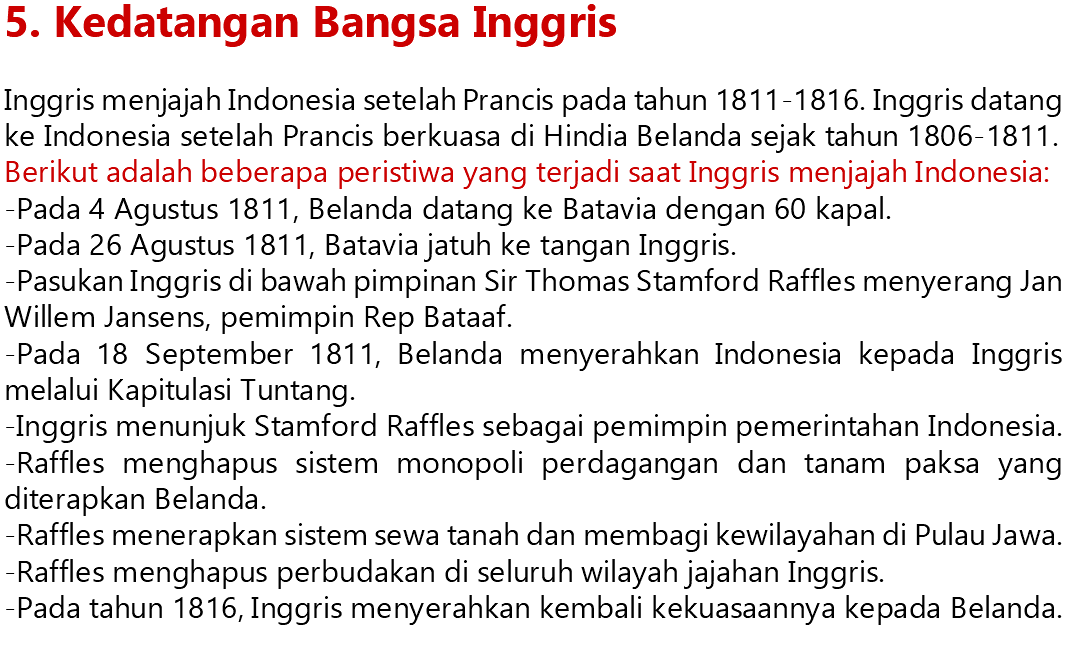 5. Kedatangan Bangsa Inggris
Inggris menjajah Indonesia setelah Prancis pada tahun 1811-1816. Inggris datang
ke Indonesia setelah Prancis berkuasa di Hindia Belanda sejak tahun 1806-1811.
Berikut adalah beberapa peristiwa yang terjadi saat Inggris menjajah Indonesia:
-Pada 4 Agustus 1811, Belanda datang ke Batavia dengan 60 kapal.
-Pada 26 Agustus 1811, Batavia jatuh ke tangan Inggris.
-Pasukan Inggris di bawah pimpinan Sir Thomas Stamford Raffles menyerang Jan
Willem Jansens, pemimpin Rep Bataaf.
-Pada 18 September 1811, Belanda menyerahkan Indonesia kepada Inggris
melalui Kapitulasi Tuntang.
-Inggris menunjuk Stamford Raffles sebagai pemimpin pemerintahan Indonesia.
-Raffles menghapus sistem monopoli perdagangan dan tanam paksa yang
diterapkan Belanda.
-Raffles menerapkan sistem sewa tanah dan membagi kewilayahan di Pulau Jawa.
-Raffles menghapus perbudakan di seluruh wilayah jajahan Inggris.
-Pada tahun 1816, Inggris menyerahkan kembali kekuasaannya kepada Belanda.